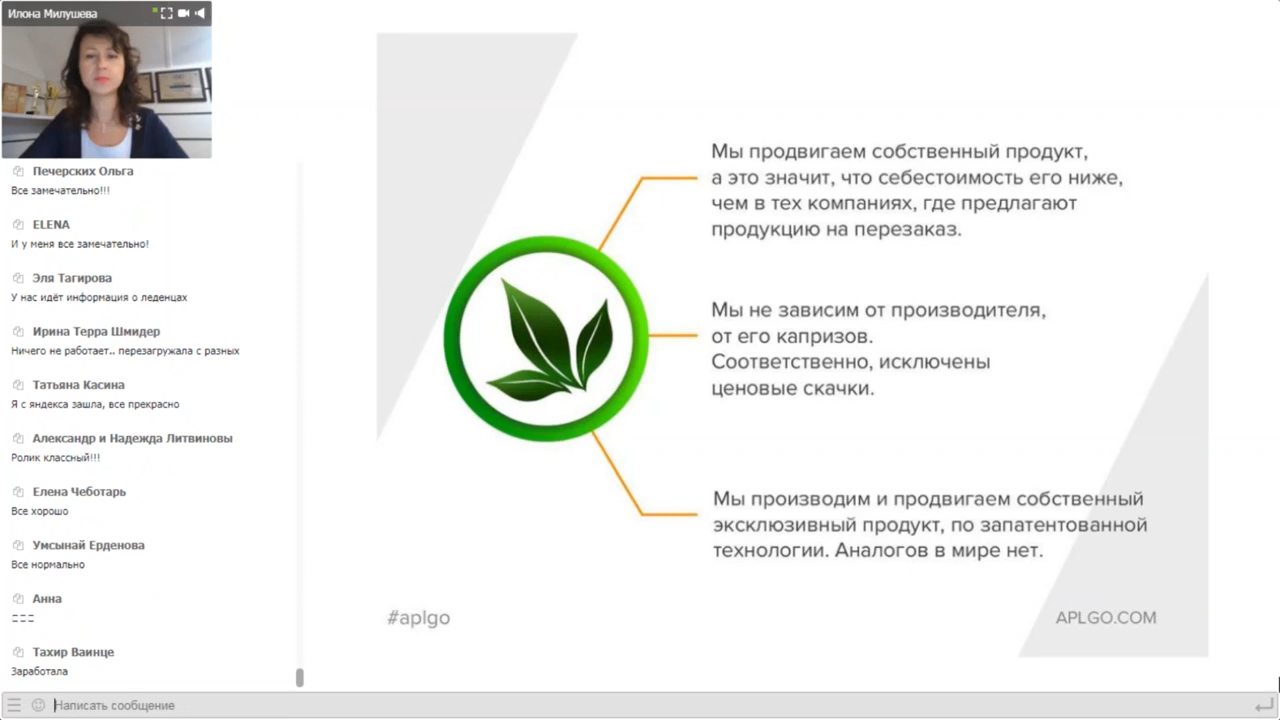 Илона Милушева
Печерских Ольга
Все замечательно!!!
ELENA
И у меня все замечательно!
Эля Тагирова
У нас идёт информация о леденцах
Ирина Терра Шмидер
Ничего не работает.. перезагружала с разных
Татьяна Касина
Я с яндекса зашла, все прекрасно
Александр и Надежда Литвиновы
Ролик классный!!!
Елена Чеботарь
Все хорошо
Умсынай Ерденова
Все нормально
Анна
Тахир Ваинце
Заработала
Написать сообщение
Мы продвигаем собственный продукт,
а это значит, что себестоимость его ниже,
чем в тех компаниях, где предлагают
продукцию на перезаказ.
Мы не зависим от производителя,
от его капризов.
Соответственно, исключены
ценовые скачки.
Мы производим и продвигаем собственный
эксклюзивный продукт, по запатентованной
технологии. Аналогов в мире нет.
#aplgo
APLGO.COM